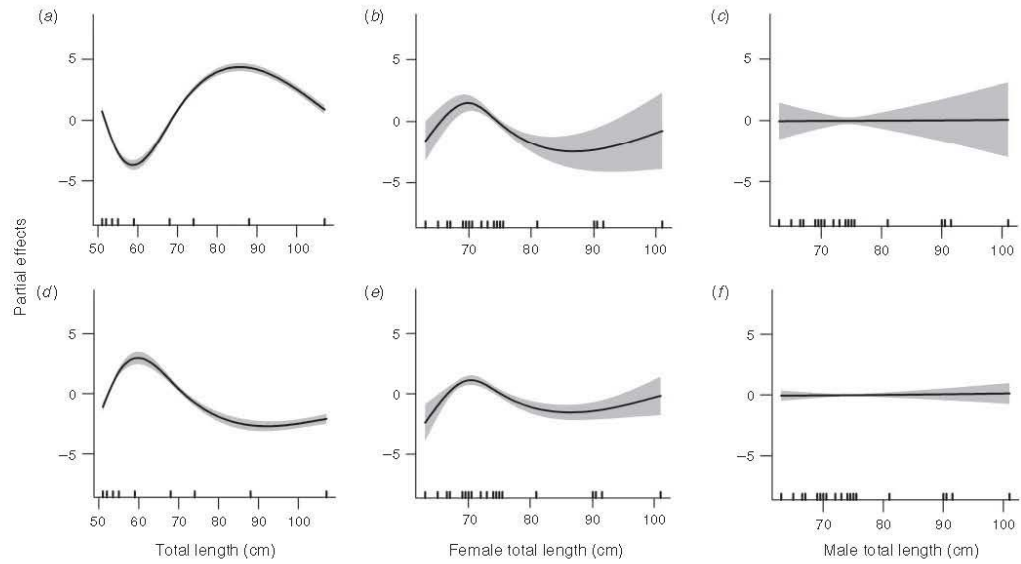 (a) (b) (c)
5 5 5
0 0 0
−5 −5 −5
50 60 70 80 90 100 70 80 90 100 70 80 90 100
Partial effects
(d) (e) (f)
5 5 5
0 0 0
−5 −5 −5
50 60 70 80 90 100 70 80 90 100 70 80 90 100
Total length (cm) Female total length (cm) Male total length (cm)